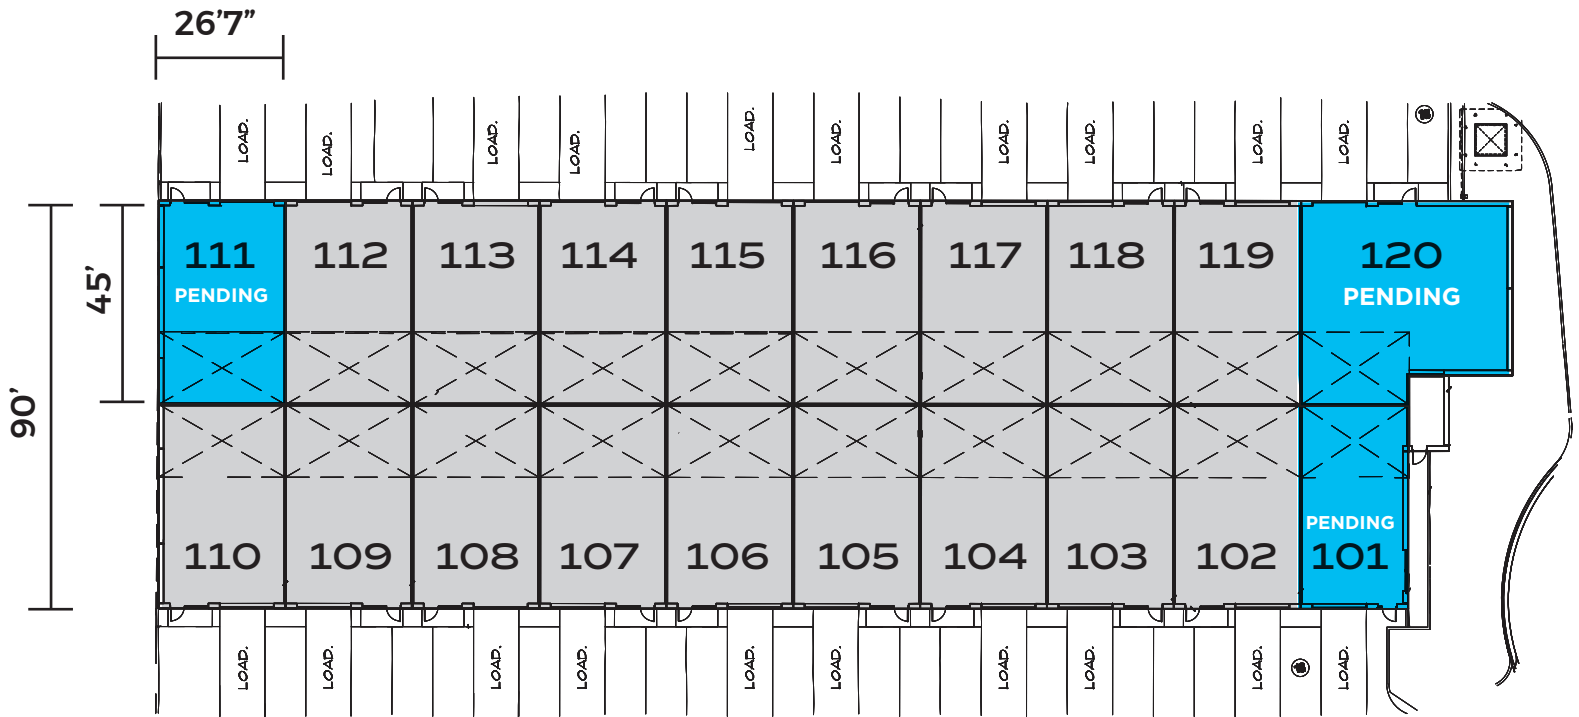 26'7"
LOAD. LOAD. LOAD. LOAD. LOAD. LOAD. LOAD. LOAD. LOAD. LOAD.
45'
90'
111 112 113 114 115 116 117 118 119 120
PENDING PENDING
PENDING
110 109 108 107 106 105 104 103 102 101
LOAD. LOAD. LOAD. LOAD. LOAD. LOAD. LOAD. LOAD. LOAD. LOAD.